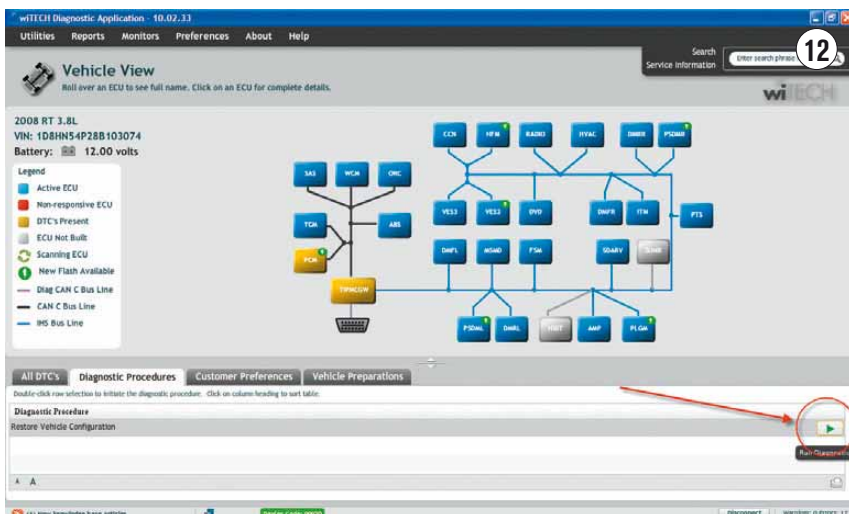 wiTECH Diagnostic Application - 10.02.33
Utilities Reports Monitors Preferences About Help
Search
Service Information
Enter search phrase
12
Vehicle View
Roll over an ECU to see full name. Click on an ECU for complete details.
wiTECH
2008 RT 3.8L
VIN: 1D8HN54P28B103074
Battery: 12.00 volts
Legend
Active ECU
Non-responsive ECU
DTC's Present
ECU Not Built
Scanning ECU
New Flash Available
Diag CAN C Bus Line
CAN C Bus Line
IHS Bus Line
CCN HFM RADIO HVAC DMRR PSDMR
SAS WCM ORC
VES3 VES2 DVD DMFR ITM PTS
TCM ABS
DMFL MSMD FSM SDARV
PCM
TIPMCGW
PSDML DMRL AMP PLGM
All DTC's Diagnostic Procedures Customer Preferences Vehicle Preparations
Double-click row selection to initiate the diagnostic procedure. Click on column heading to sort table.
Diagnostic Procedure
Restore Vehicle Configuration
Run Diagnostic
A A
Disconnect